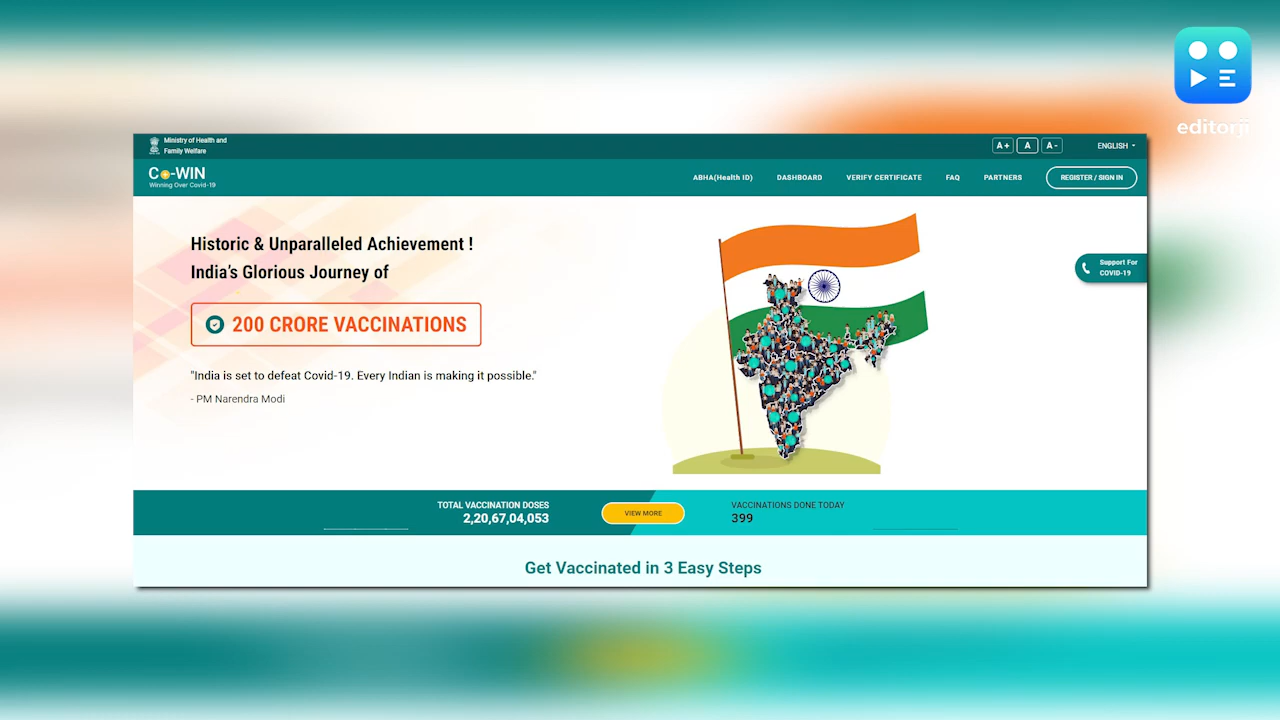 editorji
Ministry of Health and
Family Welfare
A+ A A- ENGLISH
Co-WIN
Winning Over Covid-19
ABHA(Health ID) DASHBOARD VERIFY CERTIFICATE FAQ PARTNERS REGISTER / SIGN IN
Historic & Unparalleled Achievement !
India's Glorious Journey of
200 CRORE VACCINATIONS
"India is set to defeat Covid-19. Every Indian is making it possible."
- PM Narendra Modi
Support For
COVID-19
TOTAL VACCINATION DOSES
2,20,67,04,053
VIEW MORE
VACCINATIONS DONE TODAY
399
Get Vaccinated in 3 Easy Steps